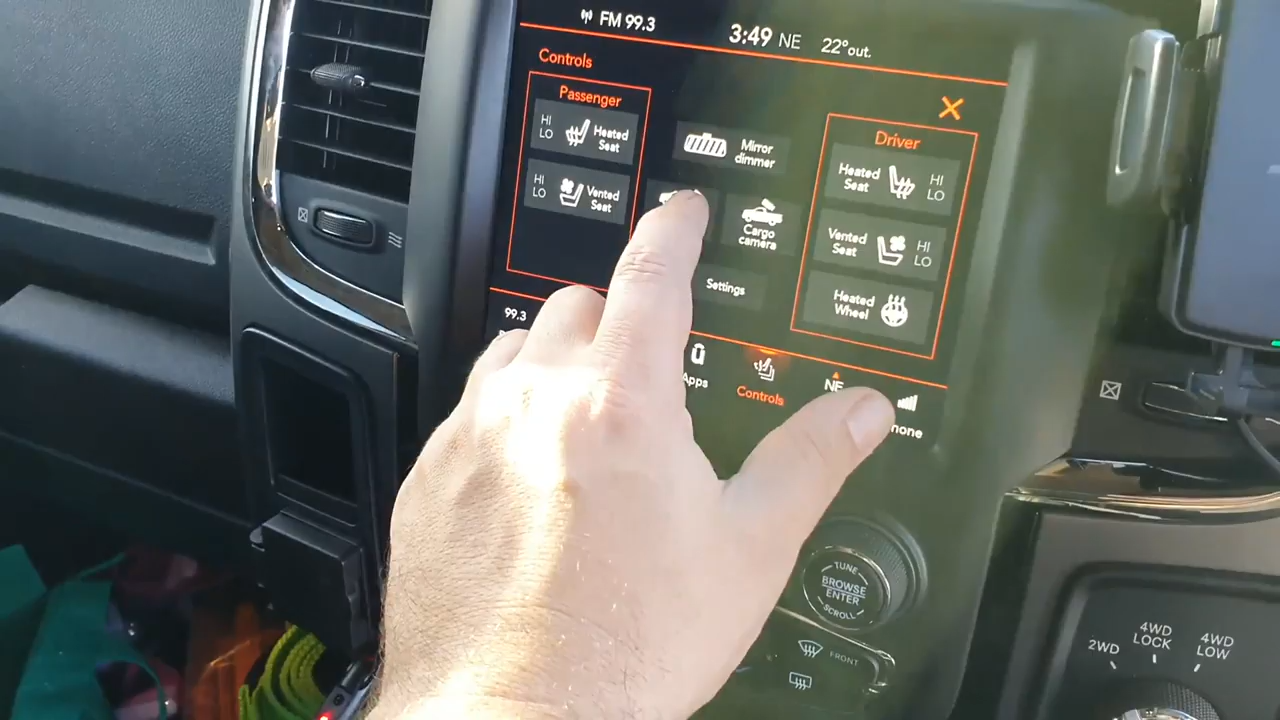 FM 99.3
3:49 NE 22°out.
Controls
Passenger
HI
LO
Heated
Seat
HI
LO
Vented
Seat
Mirror
dimmer
Cargo
camera
Settings
Driver
Heated
Seat
HI
LO
Vented
Seat
HI
LO
Heated
Wheel
99.3
Apps
Controls
NE
hone
TUNE
BROWSE
ENTER
SCROLL
FRONT
2WD
4WD
LOCK
4WD
LOW